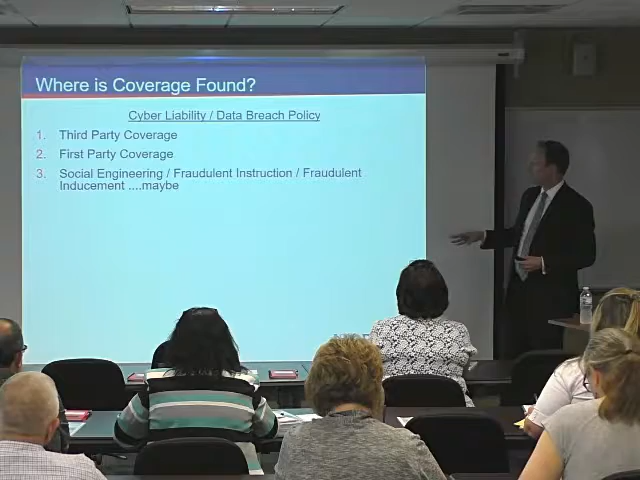 Where is Coverage Found?
Cyber Liability / Data Breach Policy
1. Third Party Coverage
2. First Party Coverage
3. Social Engineering / Fraudulent Instruction / Fraudulent
Inducement ....maybe